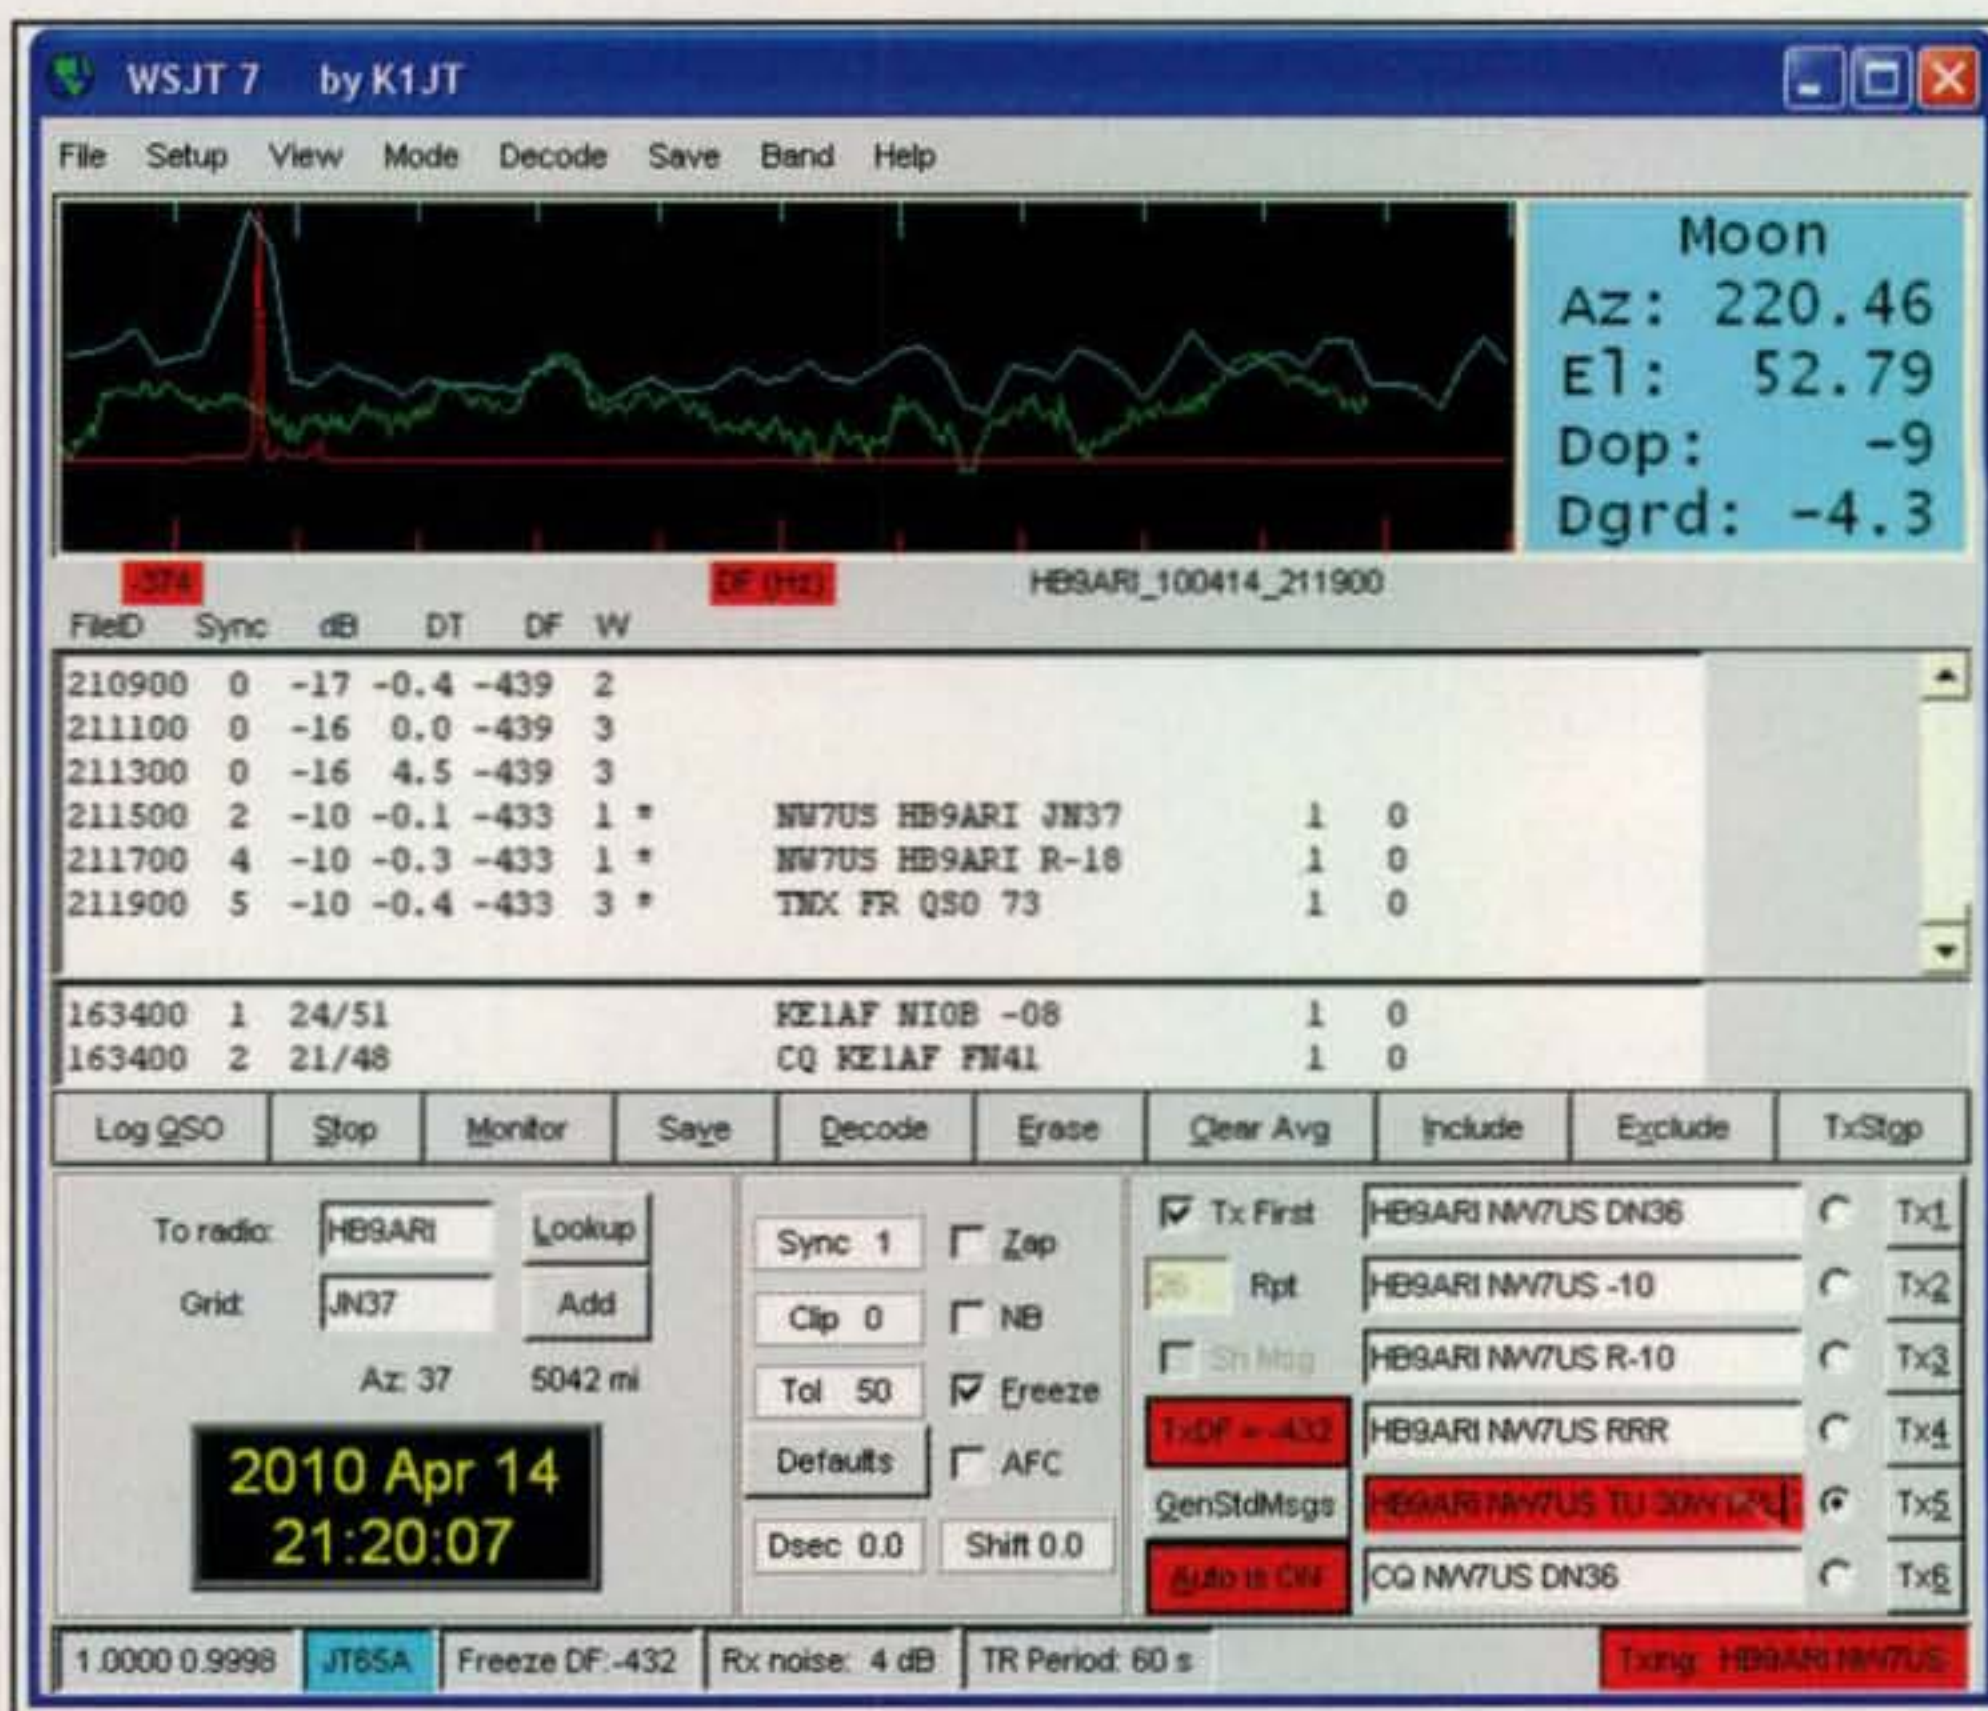 WSJT 7 by K1JT
File Setup View Mode Decode Save Band Help
Moon
Az: 220.46
El: 52.79
Dop: -9
Dgrd: -4.3
-374 DF (Hz) HB9ARI_100414_211900
FileID Sync dB DT DF W
210900 0 -17 -0.4 -439 2
211100 0 -16 0.0 -439 3
211300 0 -16 4.5 -439 3
211500 2 -10 -0.1 -433 1 * NW7US HB9ARI JN37 1 0
211700 4 -10 -0.3 -433 1 * NW7US HB9ARI R-18 1 0
211900 5 -10 -0.4 -433 3 * TNX FR QSO 73 1 0
163400 1 24/51 KE1AF NI0B -08 1 0
163400 2 21/48 CQ KE1AF FN41 1 0
Log QSO Stop Monitor Save Decode Erase Clear Avg Include Exclude TxStop
To radio: HB9ARI Lookup
Grid: JN37 Add
Az: 37 5042 mi
2010 Apr 14
21:20:07
Sync 1 Zap
Clip 0 NB
Tol 50 Freeze
Defaults AFC
Dsec 0.0 Shift 0.0
Tx First HB9ARI NW7US DN36 Tx1
26 Rpt HB9ARI NW7US -10 Tx2
Sh Msg HB9ARI NW7US R-10 Tx3
TxDF = -432 HB9ARI NW7US RRR Tx4
GenStdMsgs HB9ARI NW7US TU 30W Tx5
Auto is ON CQ NW7US DN36 Tx6
1.0000 0.9998 JT65A Freeze DF:-432 Rx noise: 4 dB TR Period: 60 s Txing: HB9ARI NW7US